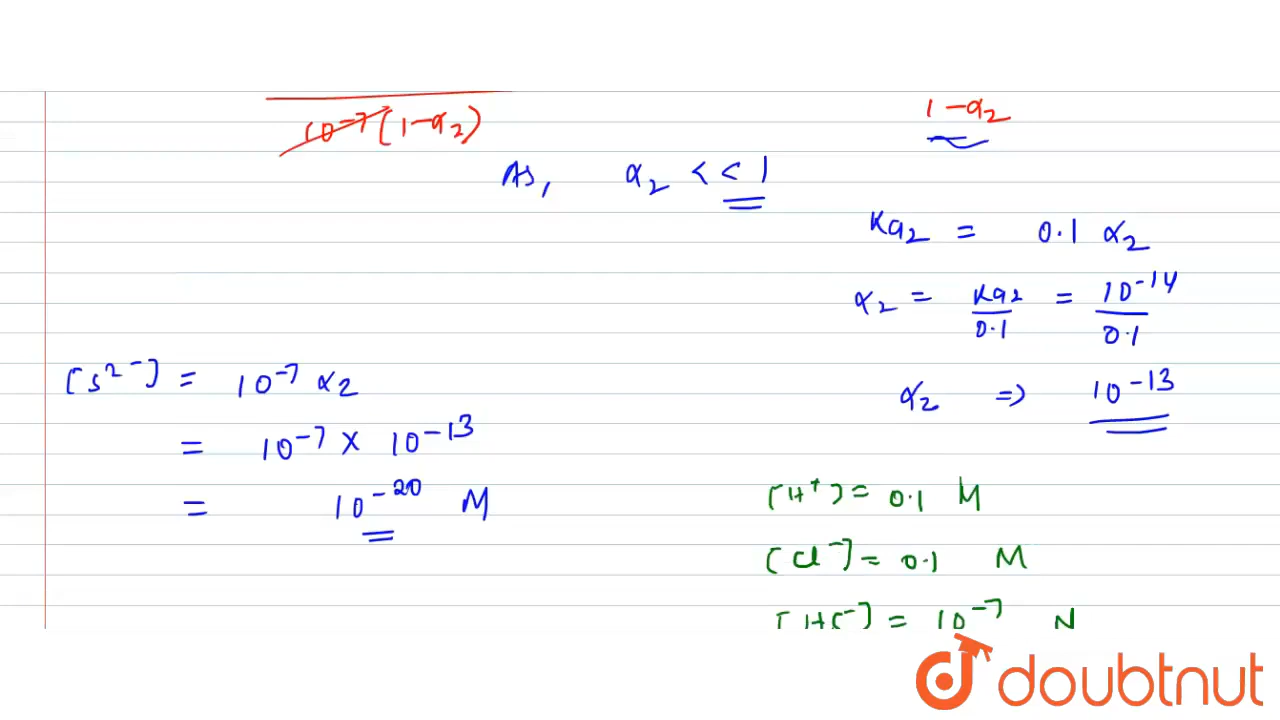 10⁻⁷(1-α₂)
1-α₂
As, α₂ << 1
Ka₂ = 0.1 α₂
α₂ = Ka₂/0.1 = 10⁻¹⁴/0.1
[S²⁻] = 10⁻⁷ α₂
α₂ => 10⁻¹³
= 10⁻⁷ × 10⁻¹³
= 10⁻²⁰ M
[H⁺] = 0.1 M
[Cl⁻] = 0.1 M
[HS⁻] = 10⁻⁷ M
doubtnut